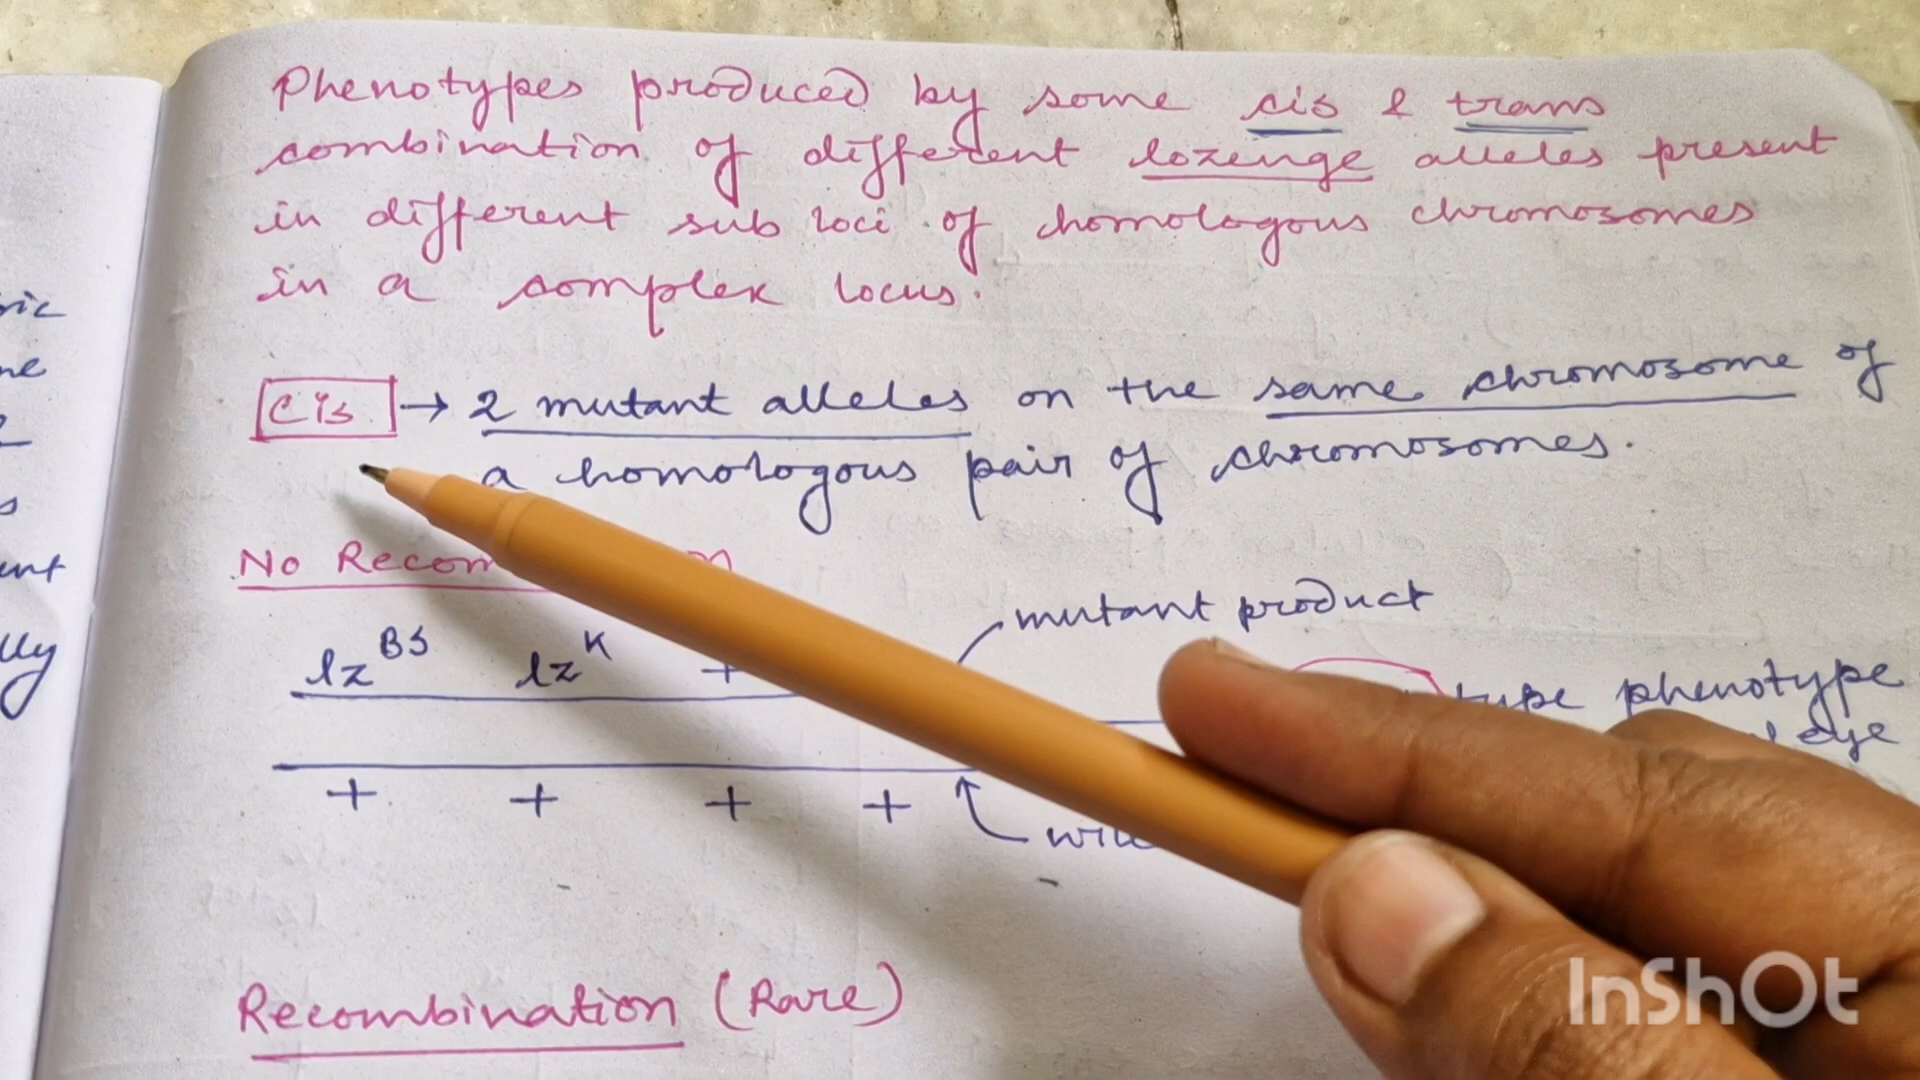 Phenotypes produced by some cis & trans
combination of different lozenge alleles present
in different sub loci of homologous chromosomes
in a complex locus.
Cis → 2 mutant alleles on the same chromosome of
a homologous pair of chromosomes.
No
mutant product
lz^BS lz^K +
type phenotype
eye
+ + + +
Recombination (Rare)
InShOt